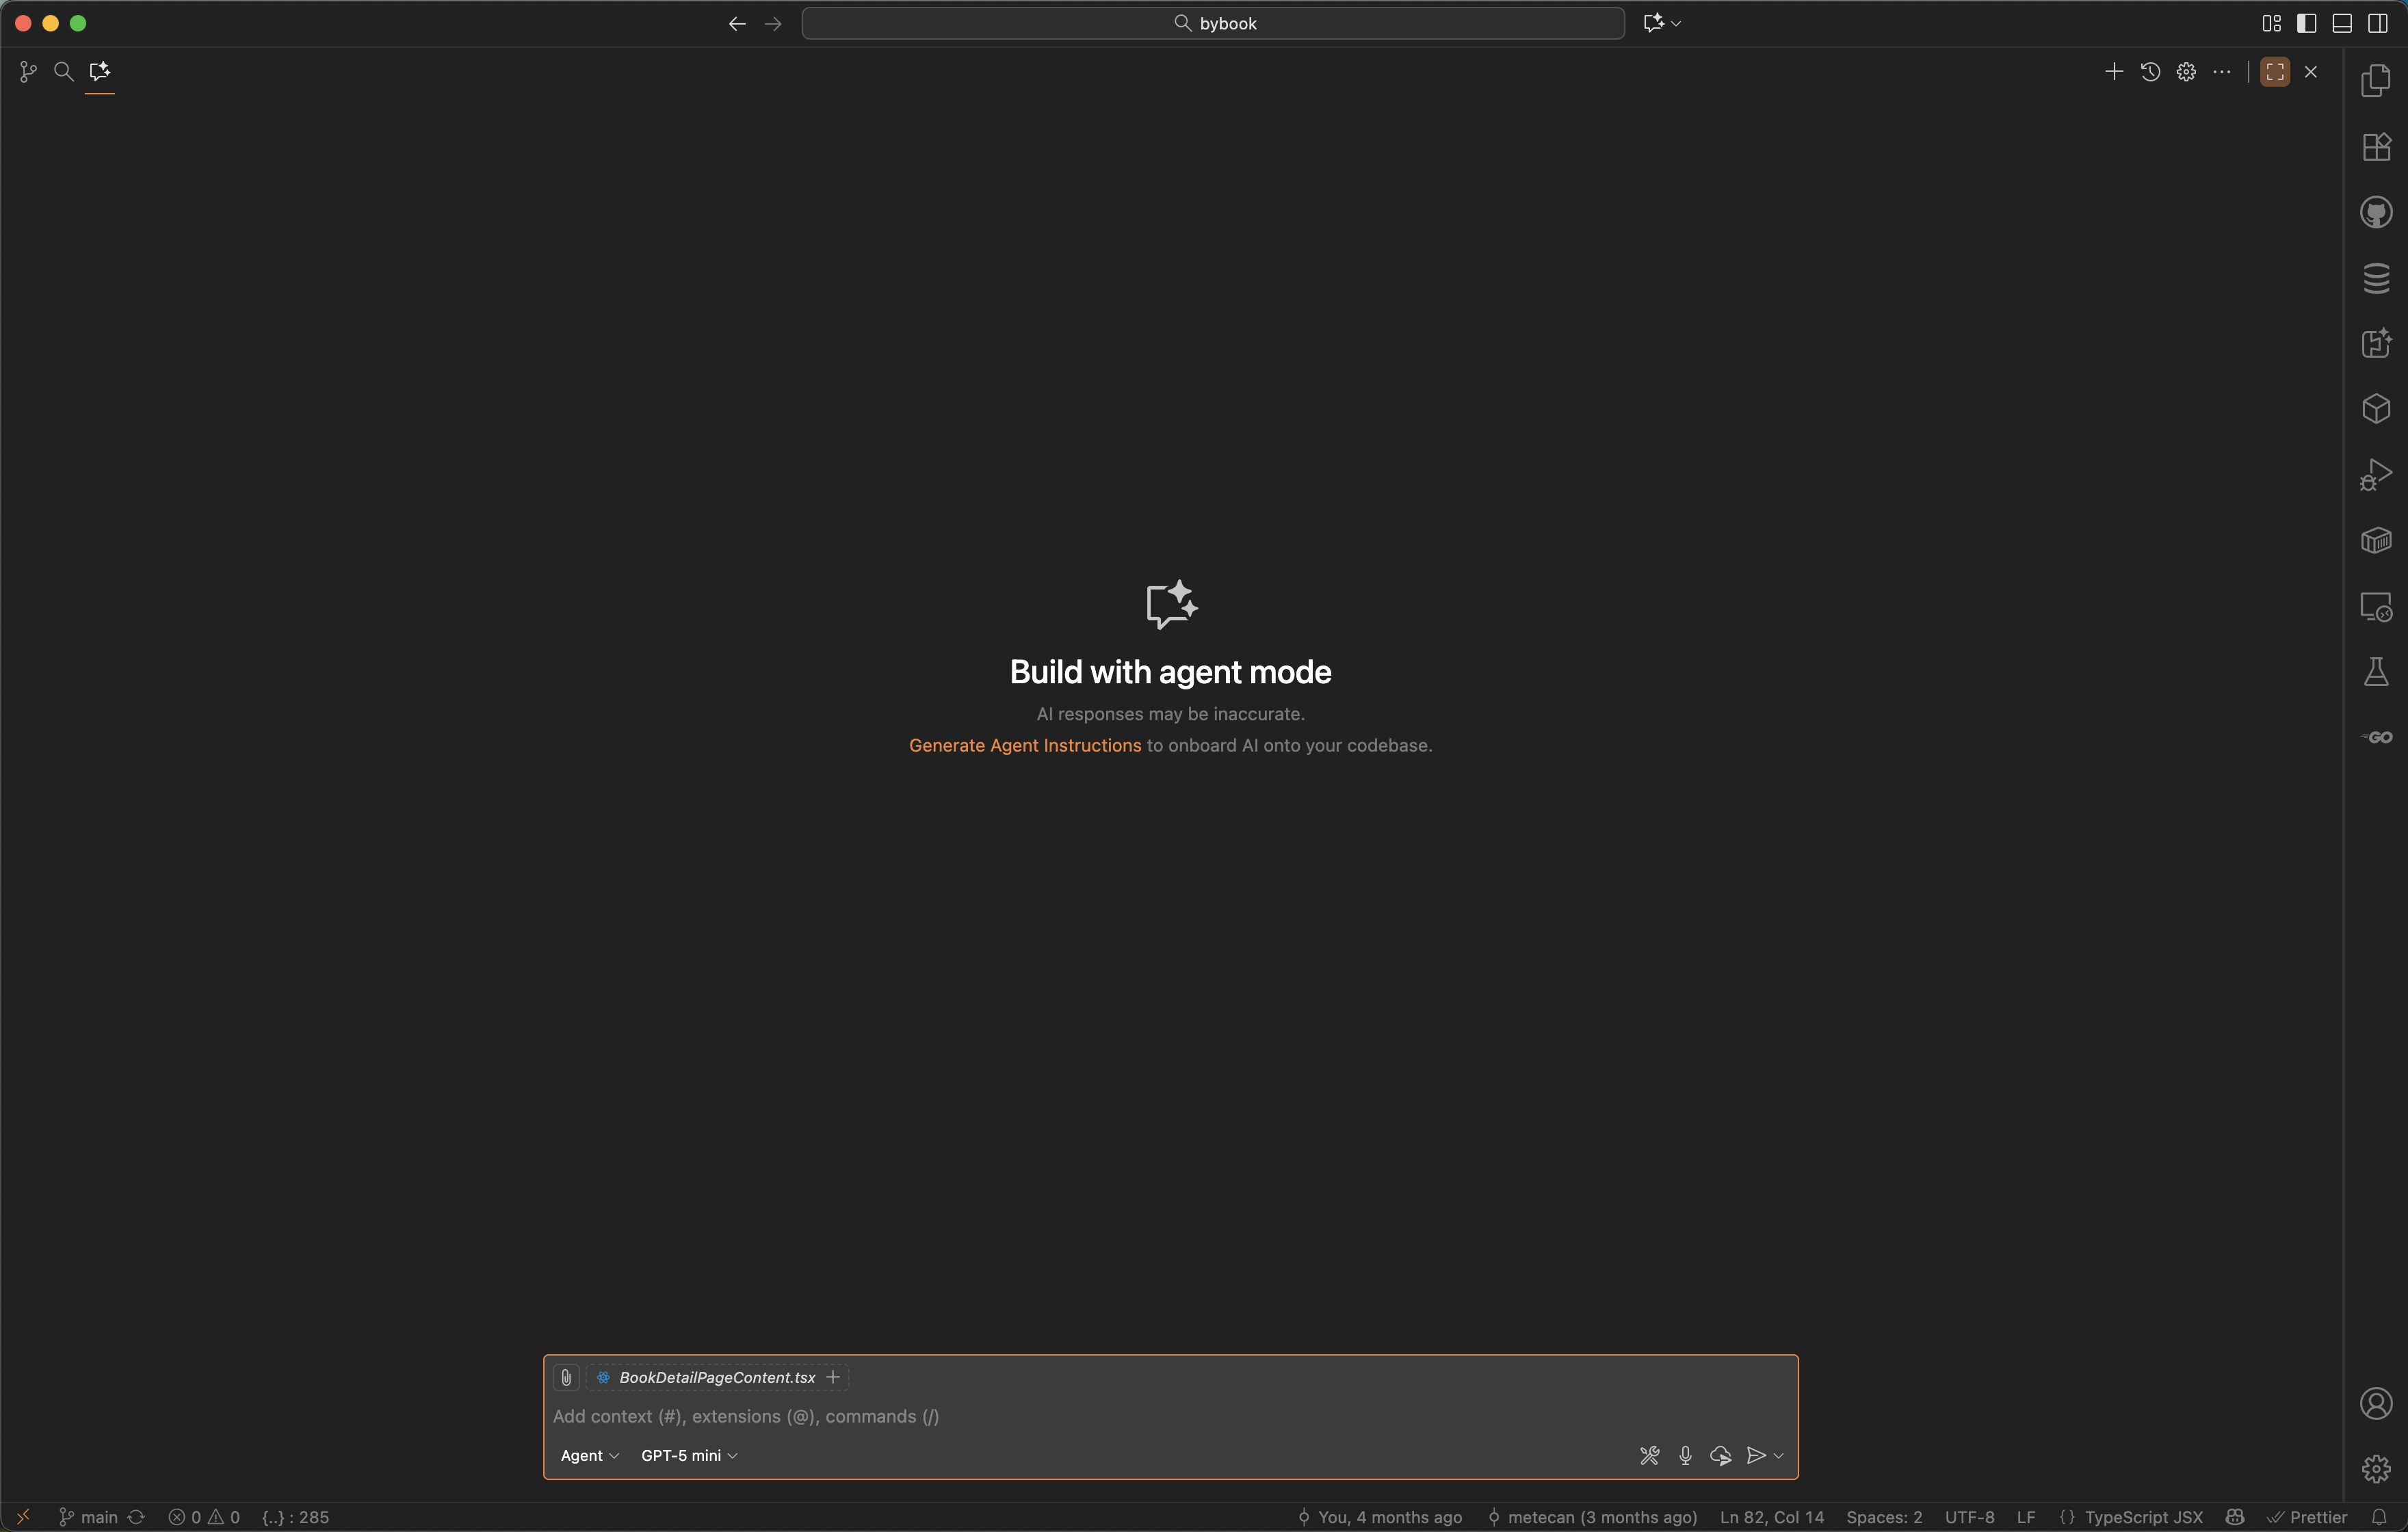 bybook
Build with agent mode
AI responses may be inaccurate.
Generate Agent Instructions to onboard AI onto your codebase.
BookDetailPageContent.tsx
Add context (#), extensions (@), commands (/)
Agent GPT-5 mini
main 0 0 {..} : 285 You, 4 months ago metecan (3 months ago) Ln 82, Col 14 Spaces: 2 UTF-8 LF {} TypeScript JSX Prettier
GO